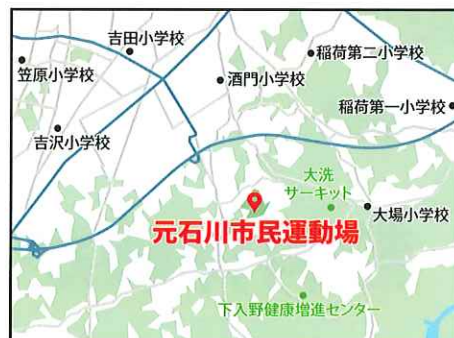 吉田小学校
稲荷第二小学校
笠原小学校
酒門小学校
稲荷第一小学校
吉沢小学校
大洗
サーキット
大場小学校
元石川市民運動場
下入野健康増進センター